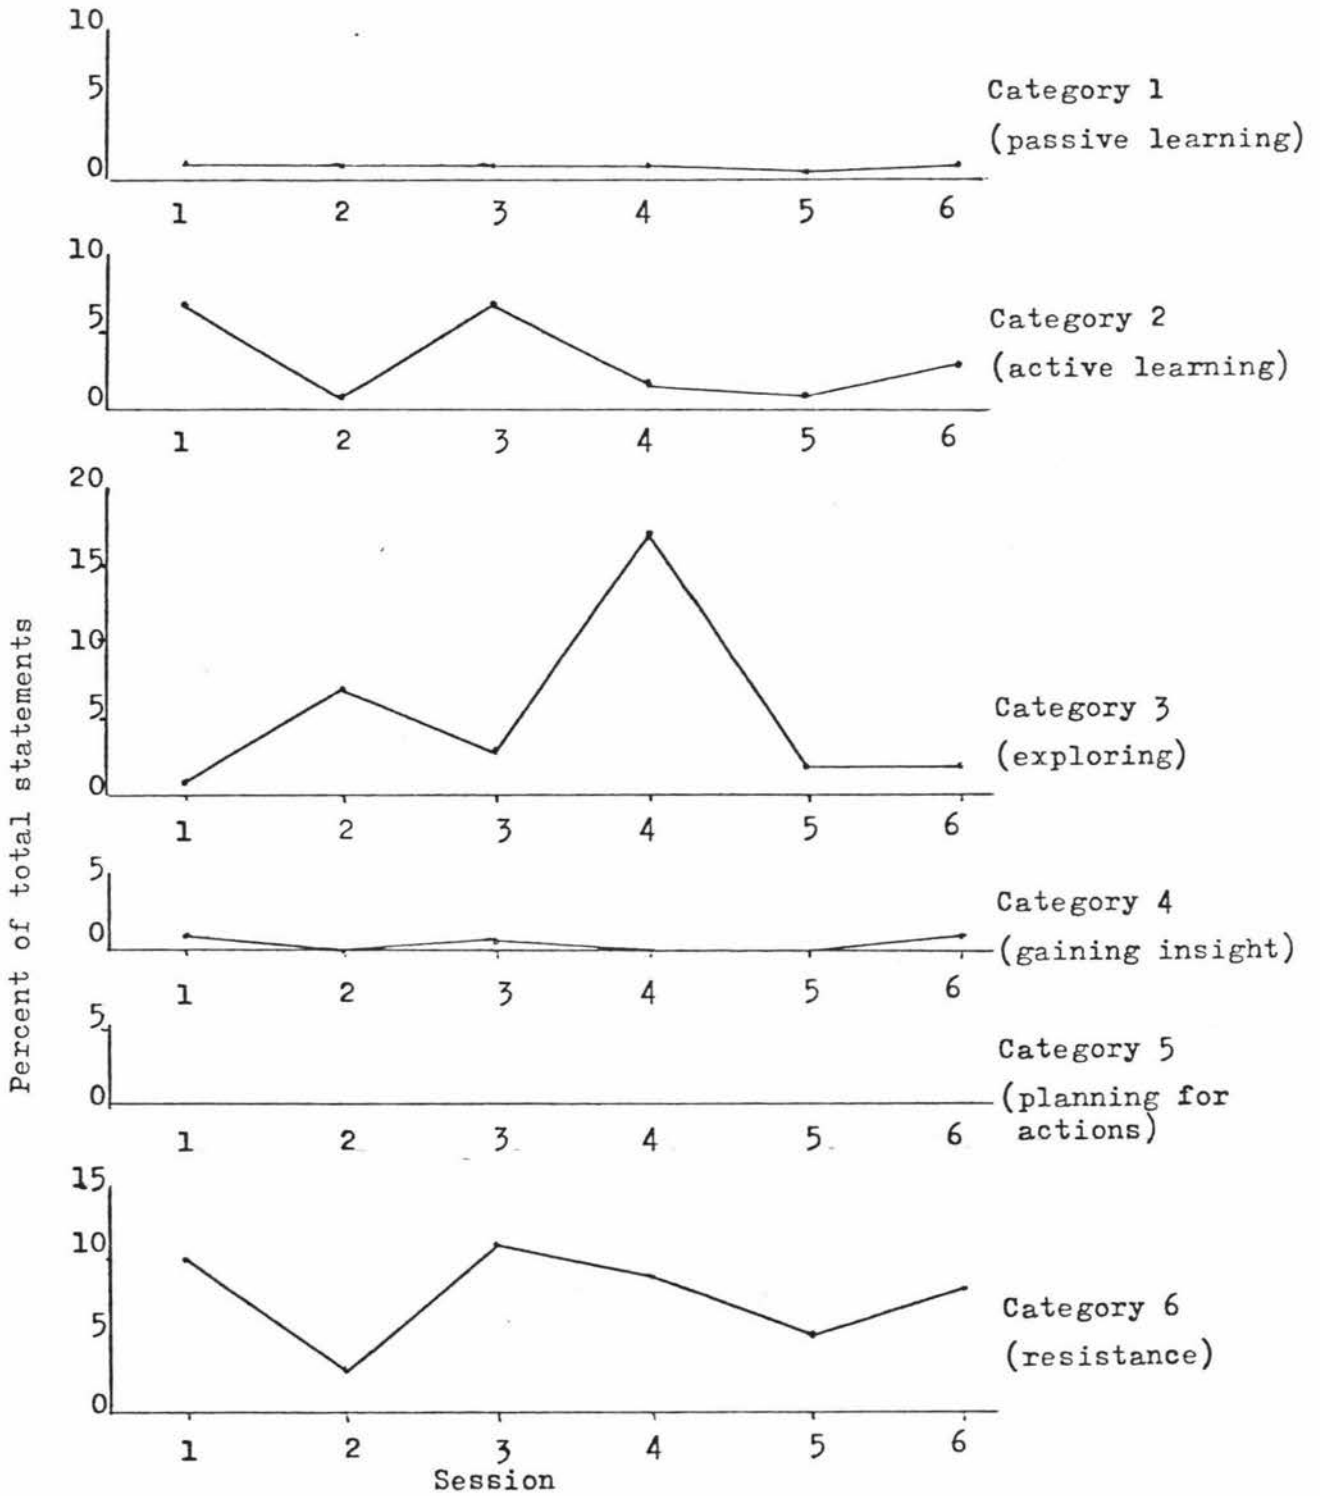 10
5
Category 1
(passive learning)
0
1 2 3 4 5 6
10
5
Category 2
(active learning)
0
1 2 3 4 5 6
20
15
10
5
Category 3
(exploring)
0
1 2 3 4 5 6
5
Category 4
0
(gaining insight)
1 2 3 4 5 6
5
Category 5
0
(planning for
actions)
1 2 3 4 5 6
15
10
5
Category 6
(resistance)
0
1 2 3 4 5 6
Session
Percent of total statements